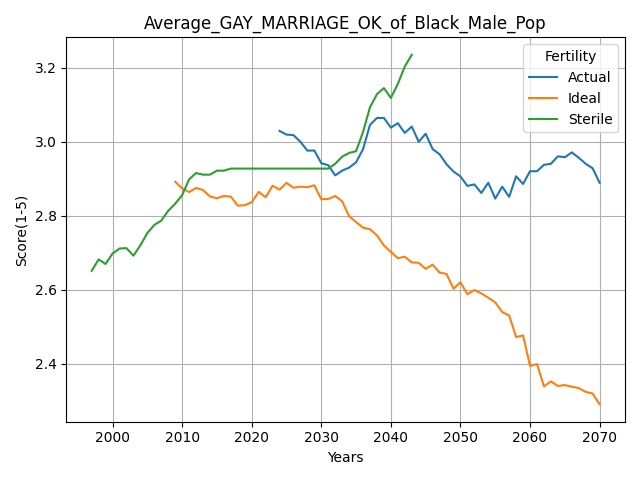 Average_GAY_MARRIAGE_OK_of_Black_Male_Pop
Fertility
Actual
Ideal
Sterile
Score(1-5)
3.2
3.0
2.8
2.6
2.4
2000 2010 2020 2030 2040 2050 2060 2070
Years